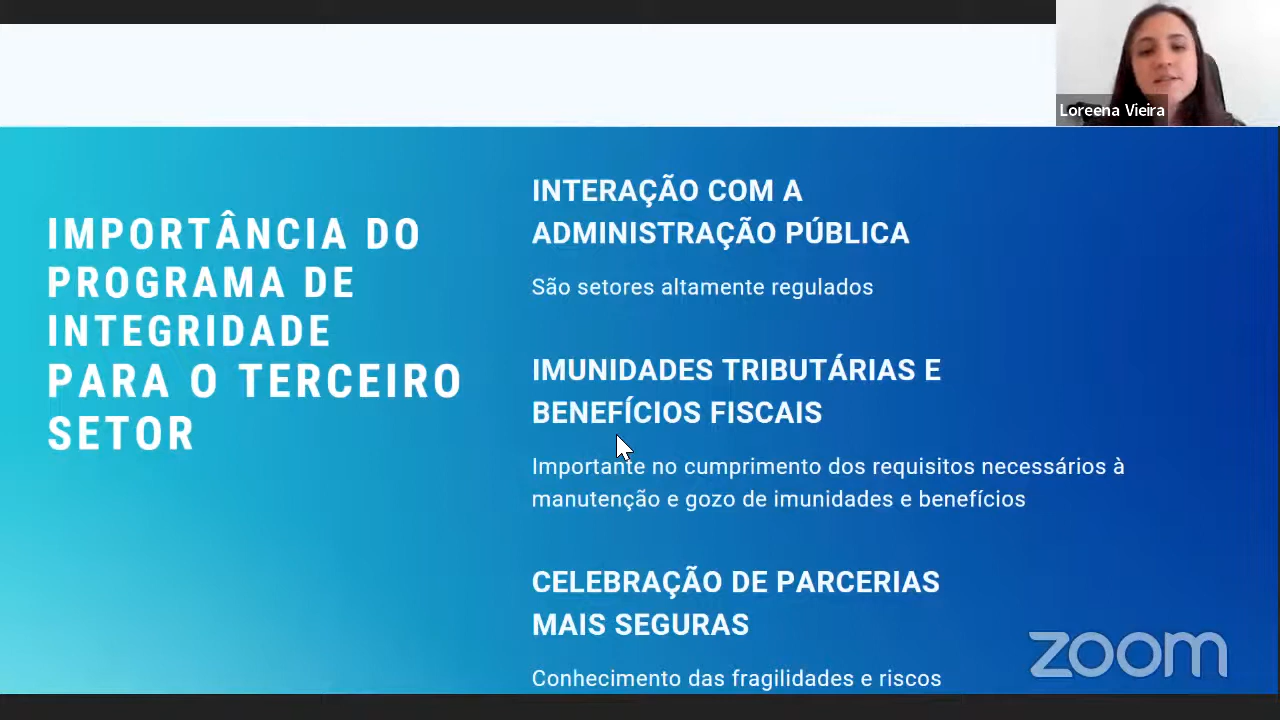 Loreena Vieira
IMPORTÂNCIA DO
PROGRAMA DE
INTEGRIDADE
PARA O TERCEIRO
SETOR
INTERAÇÃO COM A
ADMINISTRAÇÃO PÚBLICA
São setores altamente regulados
IMUNIDADES TRIBUTÁRIAS E
BENEFÍCIOS FISCAIS
Importante no cumprimento dos requisitos necessários à
manutenção e gozo de imunidades e benefícios
CELEBRAÇÃO DE PARCERIAS
MAIS SEGURAS
Conhecimento das fragilidades e riscos
zoom